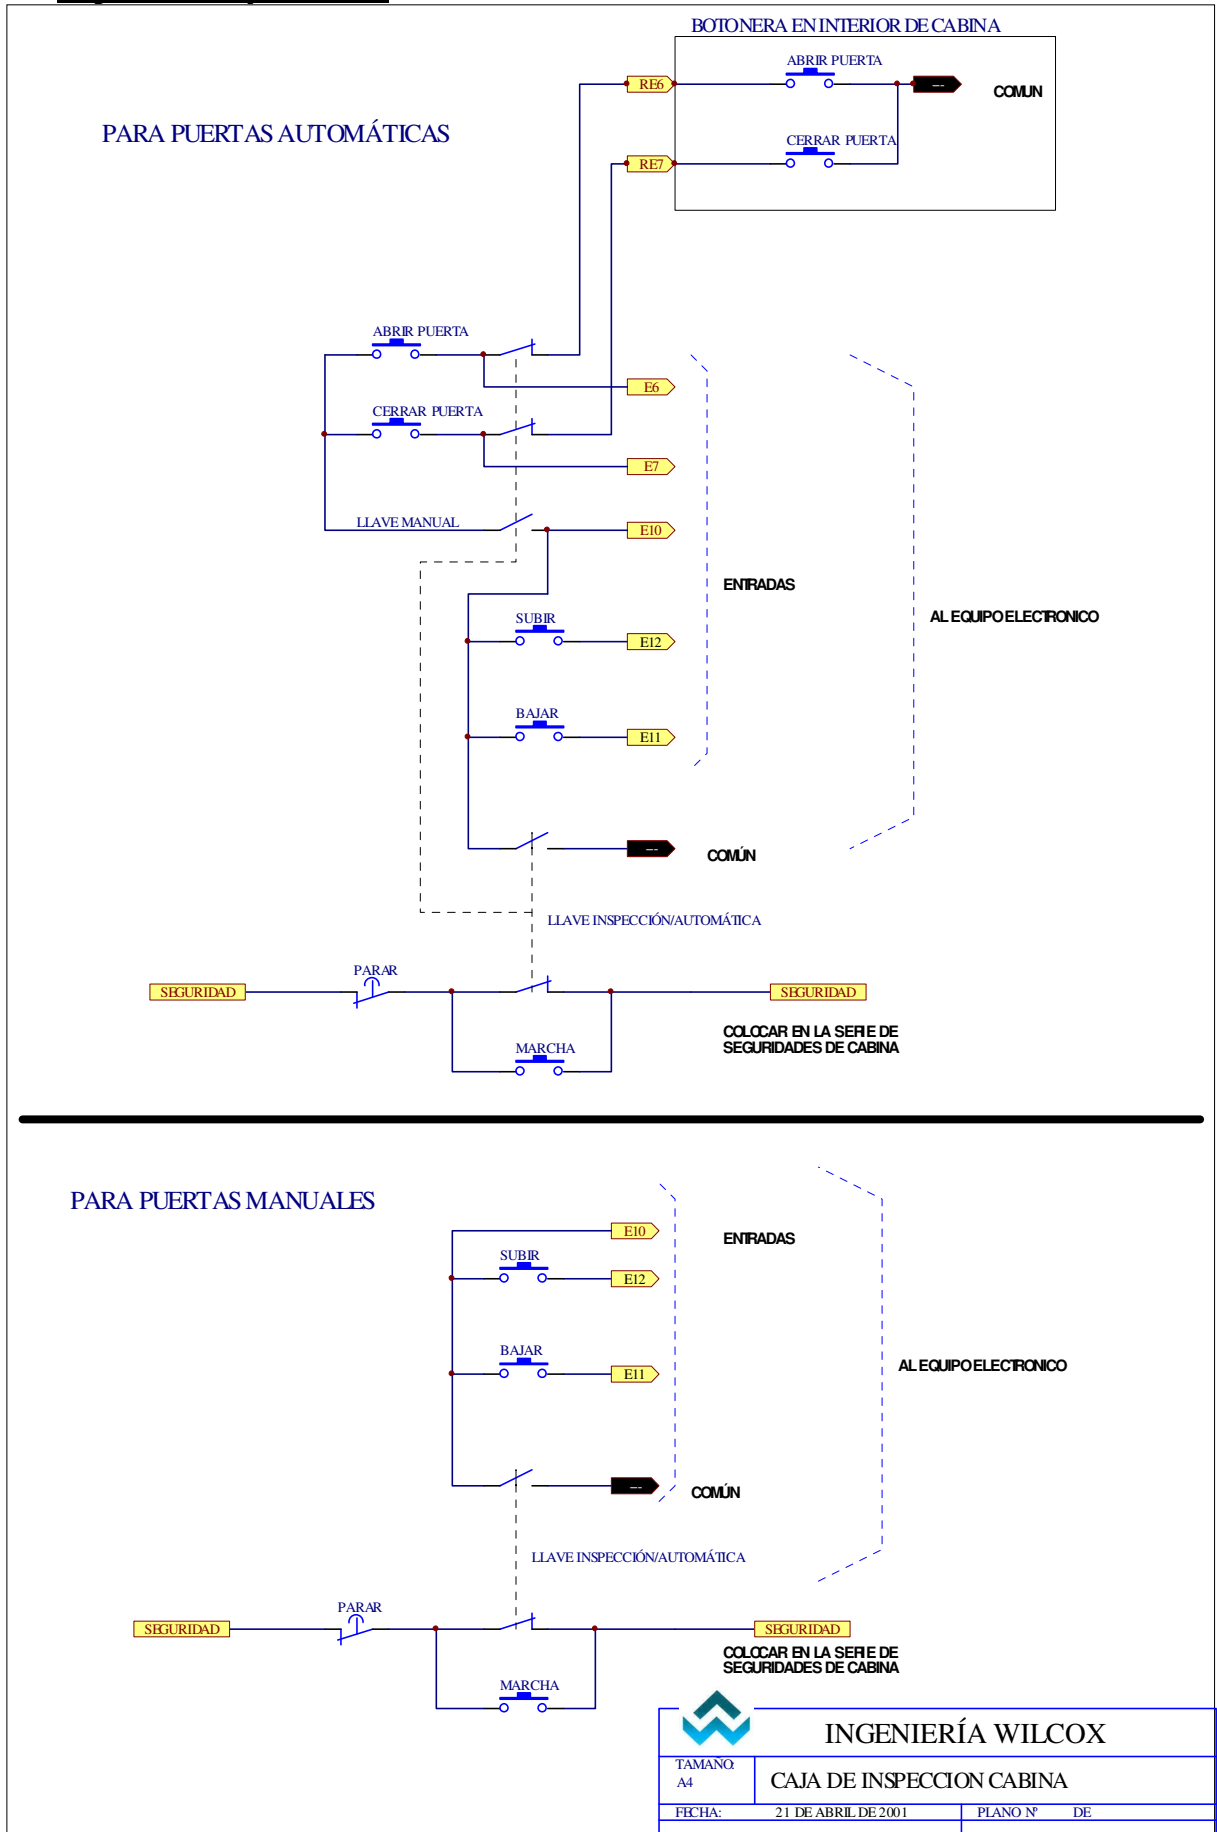 BOTONERA EN INTERIOR DE CABINA
ABRIR PUERTA
RE6
COMUN
PARA PUERTAS AUTOMÁTICAS
CERRAR PUERTA
RE7
ABRIR PUERTA
E6
CERRAR PUERTA
E7
LLAVE MANUAL
E10
ENTRADAS
AL EQUIPO ELECTRONICO
SUBIR
E12
BAJAR
E11
COMÚN
LLAVE INSPECCIÓN/AUTOMÁTICA
PARAR
SEGURIDAD
SEGURIDAD
COLOCAR EN LA SERIE DE
SEGURIDADES DE CABINA
MARCHA
PARA PUERTAS MANUALES
E10
ENTRADAS
SUBIR
E12
BAJAR
E11
AL EQUIPO ELECTRONICO
COMÚN
LLAVE INSPECCIÓN/AUTOMÁTICA
PARAR
SEGURIDAD
SEGURIDAD
COLOCAR EN LA SERIE DE
SEGURIDADES DE CABINA
MARCHA
INGENIERÍA WILCOX
TAMAÑO:
A4
CAJA DE INSPECCION CABINA
FECHA: 21 DE ABRIL DE 2001
PLANO Nº DE